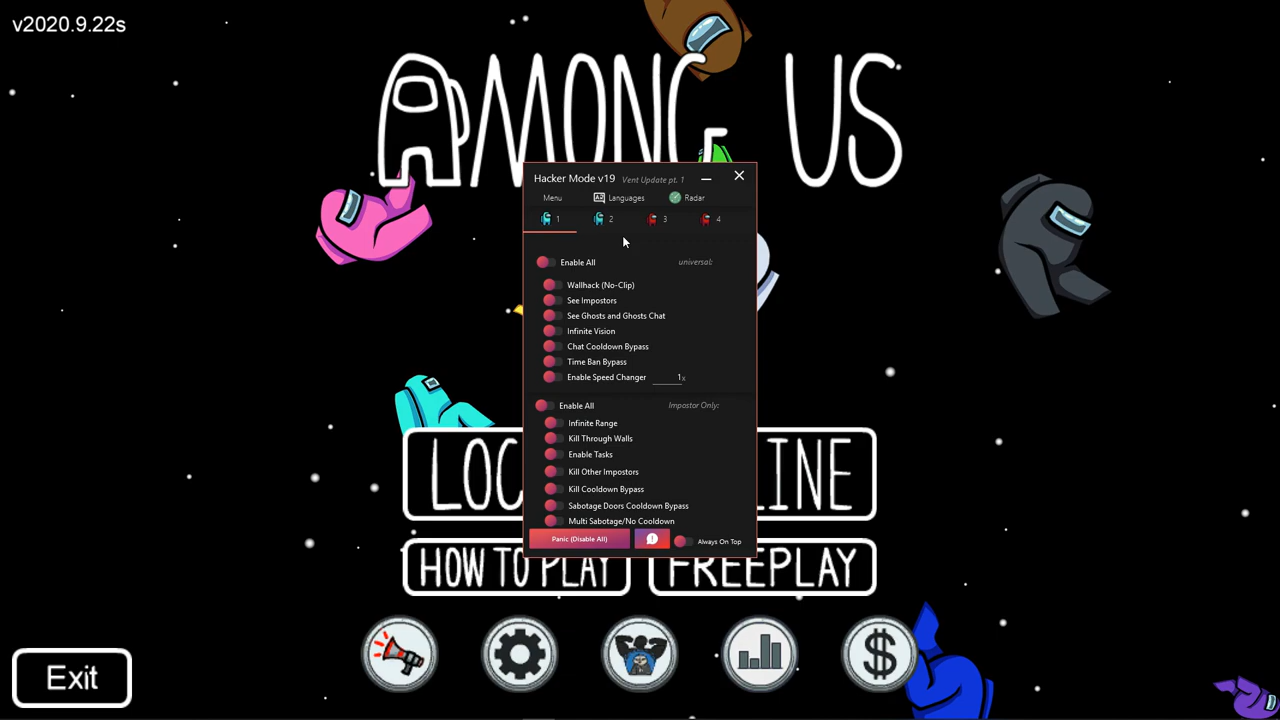 v2020.9.22s
AMONG US
Hacker Mode v19 Vent Update pt. 1
Menu Languages Radar
1 2 3 4
Enable All universal:
Wallhack (No-Clip)
See Impostors
See Ghosts and Ghosts Chat
Infinite Vision
Chat Cooldown Bypass
Time Ban Bypass
Enable Speed Changer 1x
Enable All Impostor Only:
Infinite Range
Kill Through Walls
Enable Tasks
Kill Other Impostors
Kill Cooldown Bypass
Sabotage Doors Cooldown Bypass
Multi Sabotage/No Cooldown
Panic (Disable All) Always On Top
LOC INE
HOW TO PLAY FREEPLAY
Exit